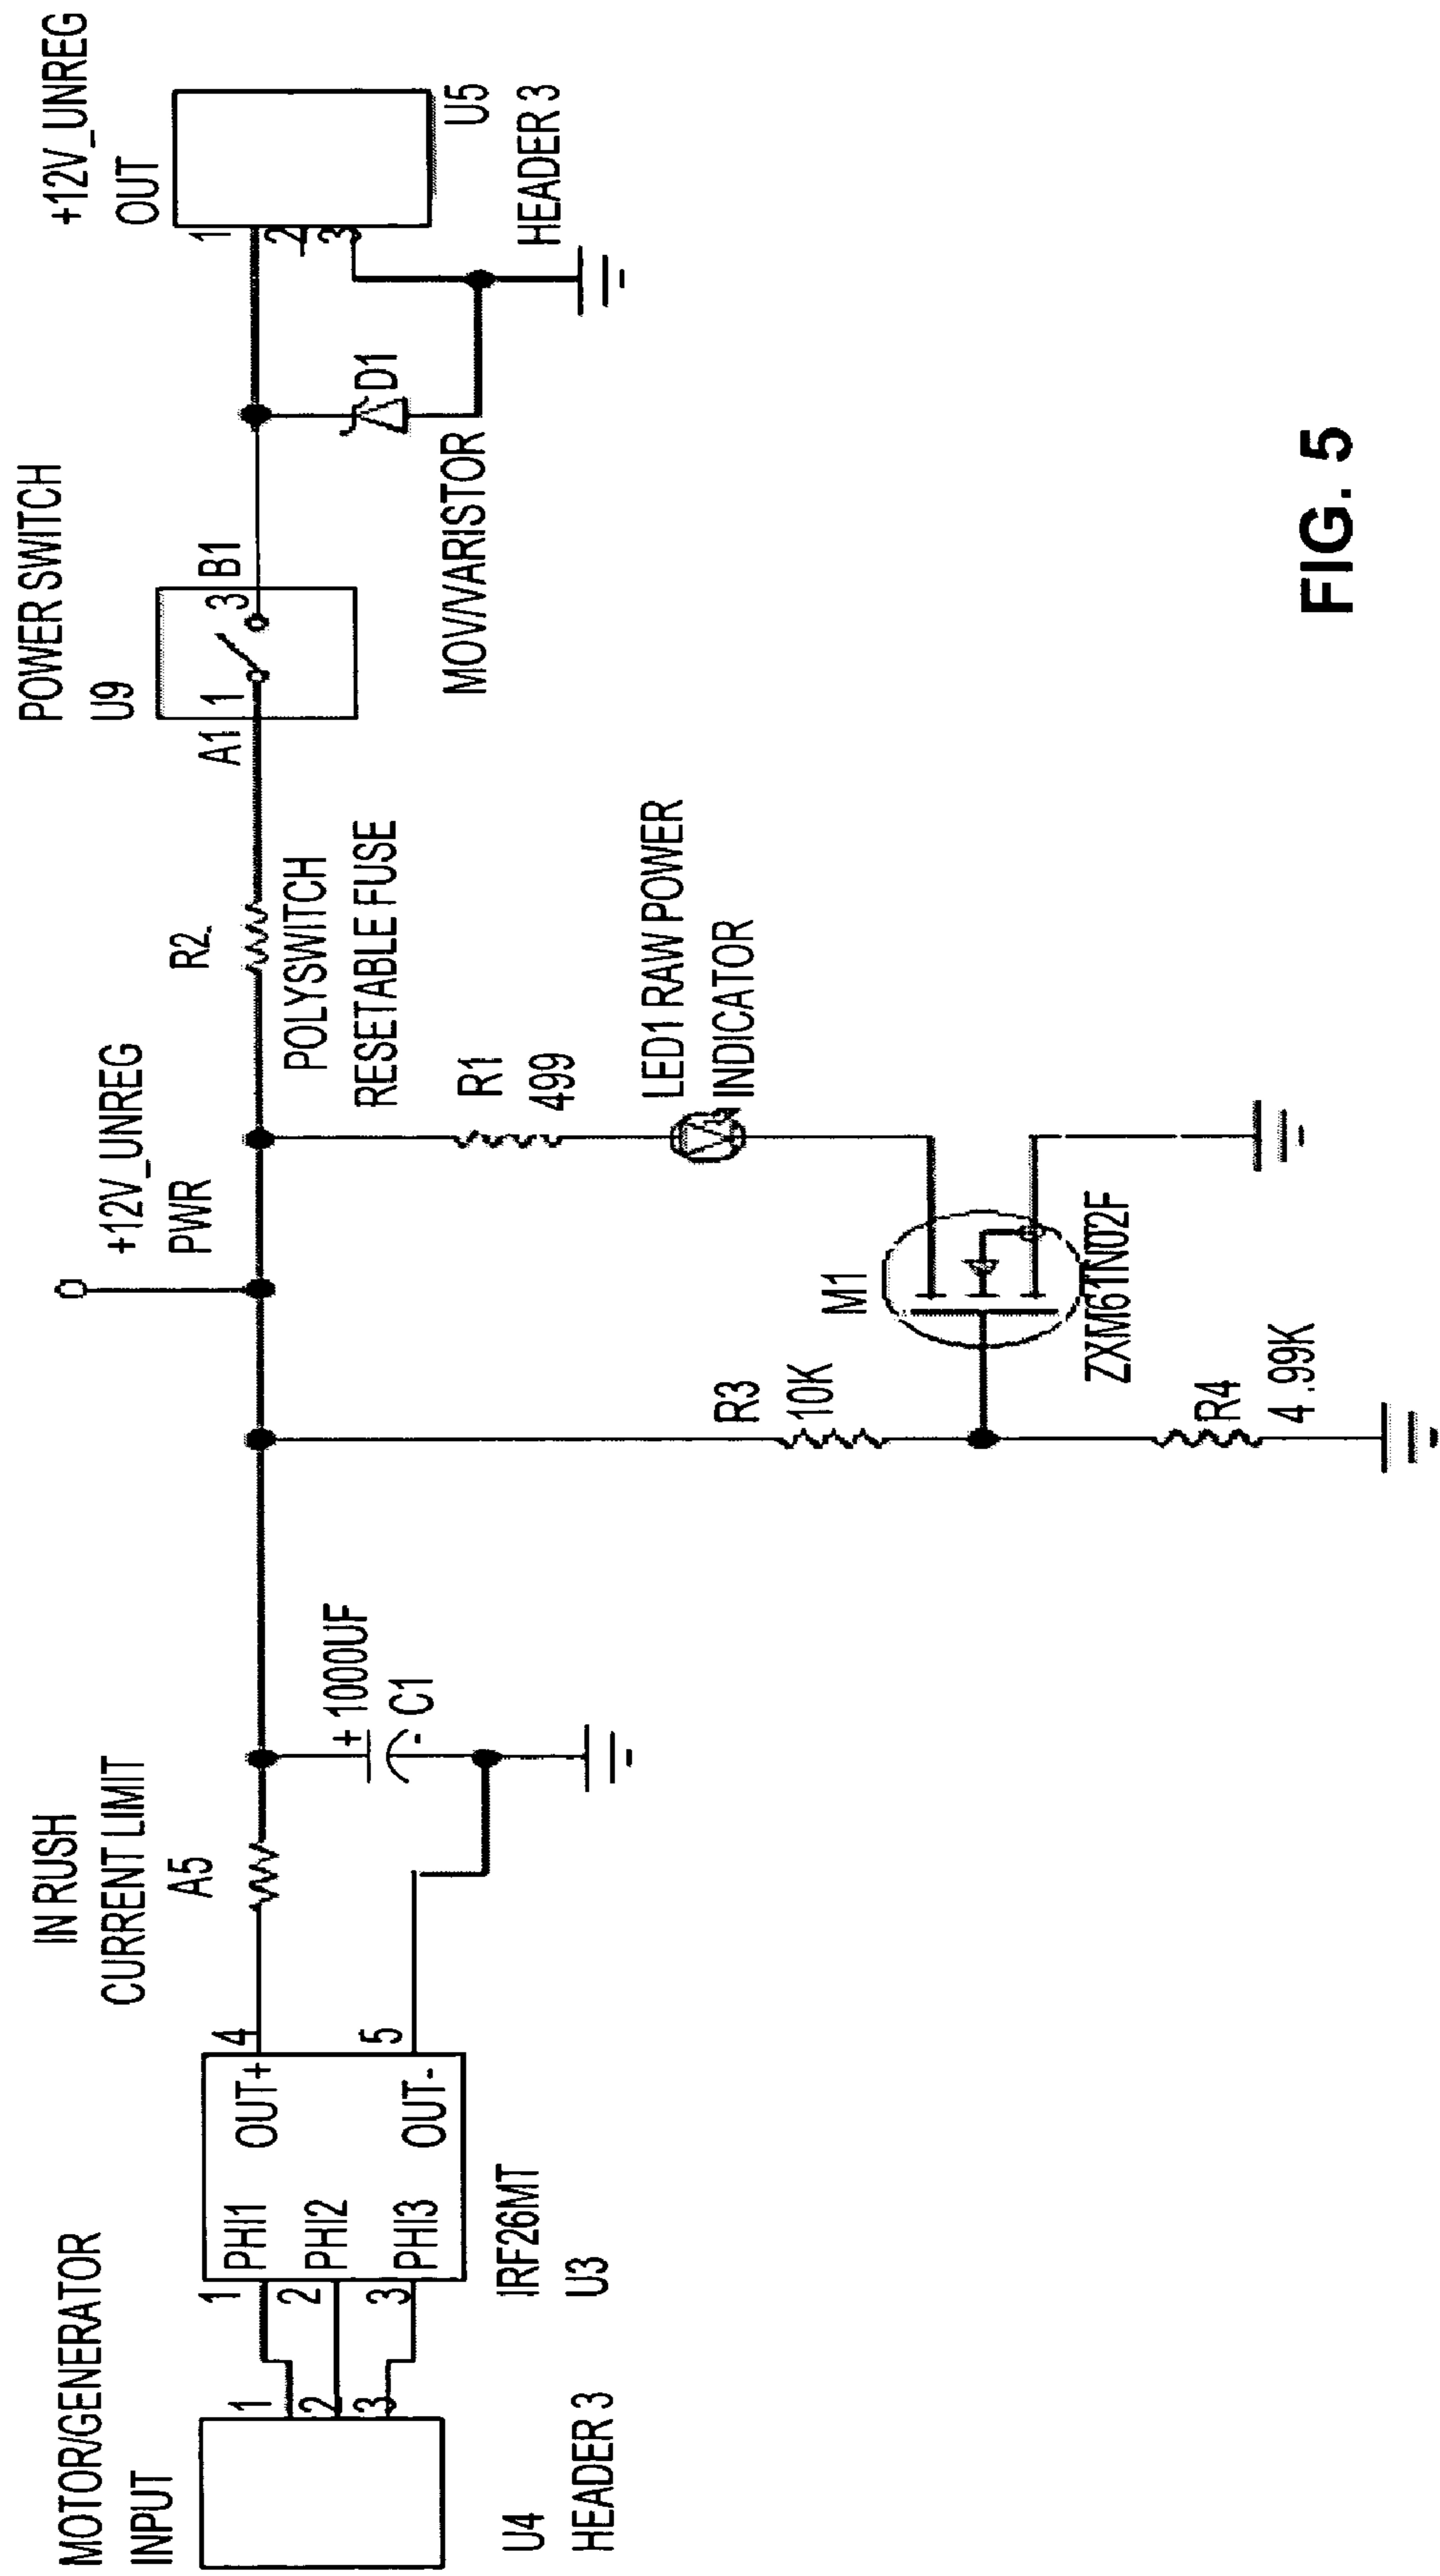 MOTOR/GENERATOR
INPUT
1
2
3
U4
HEADER 3
1
2
3
PHI1
PHI2
PHI3
OUT+
OUT-
4
5
IRF26MT
U3
IN RUSH
CURRENT LIMIT
A5
+ 1000UF
- C1
R3
10K
R4
4.99K
+12V_UNREG
PWR
M1
ZXM61N02F
R1
499
LED1 RAW POWER
INDICATOR
R2
POLYSWITCH
RESETABLE FUSE
POWER SWITCH
U9
A1
1
3
B1
D1
MOV/VARISTOR
+12V_UNREG
OUT
1
2
3
U5
HEADER 3
FIG. 5